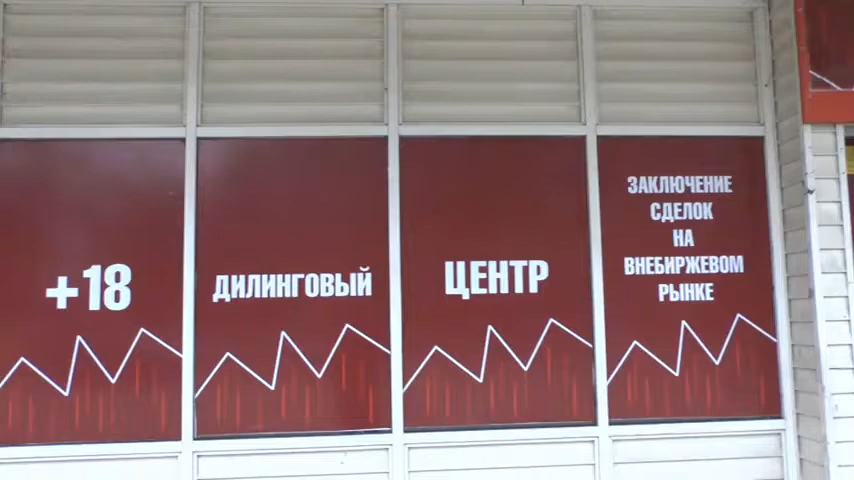 +18
ДИЛИНГОВЫЙ
ЦЕНТР
ЗАКЛЮЧЕНИЕ
СДЕЛОК
НА
ВНЕБИРЖЕВОМ
РЫНКЕ